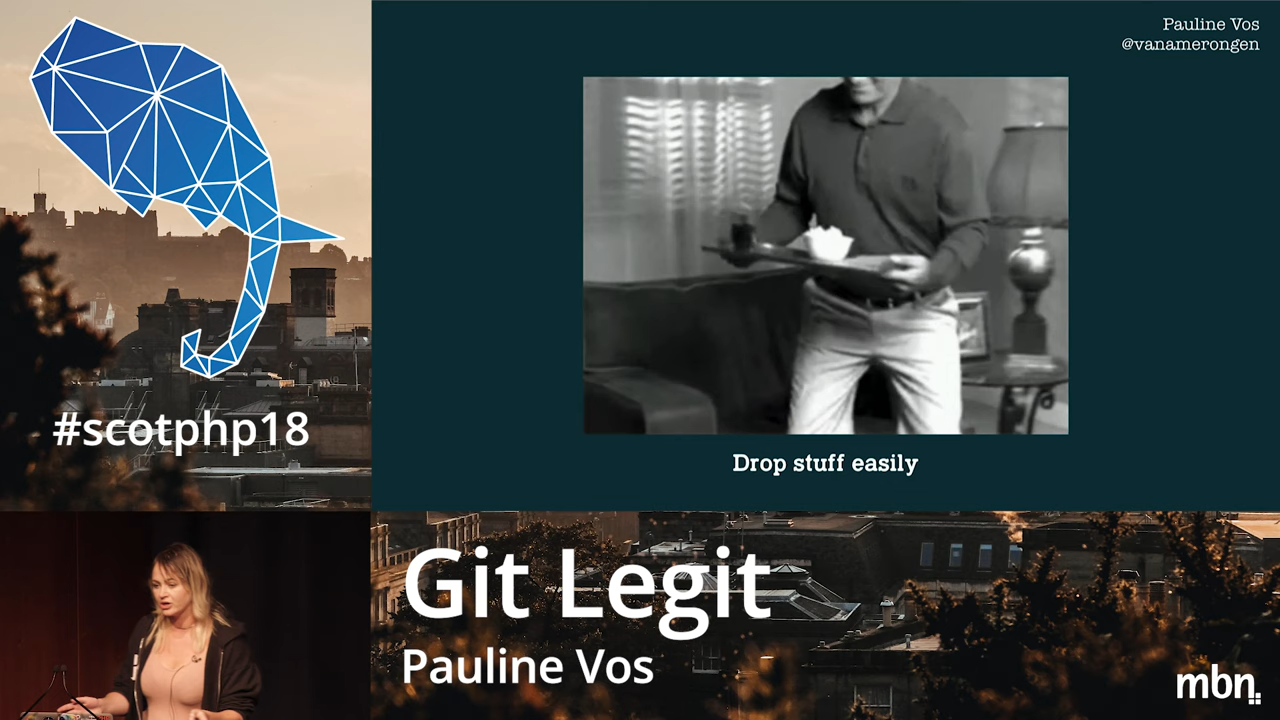 Pauline Vos
@vanamerongen
#scotphp18
Drop stuff easily
Git Legit
Pauline Vos
mbn